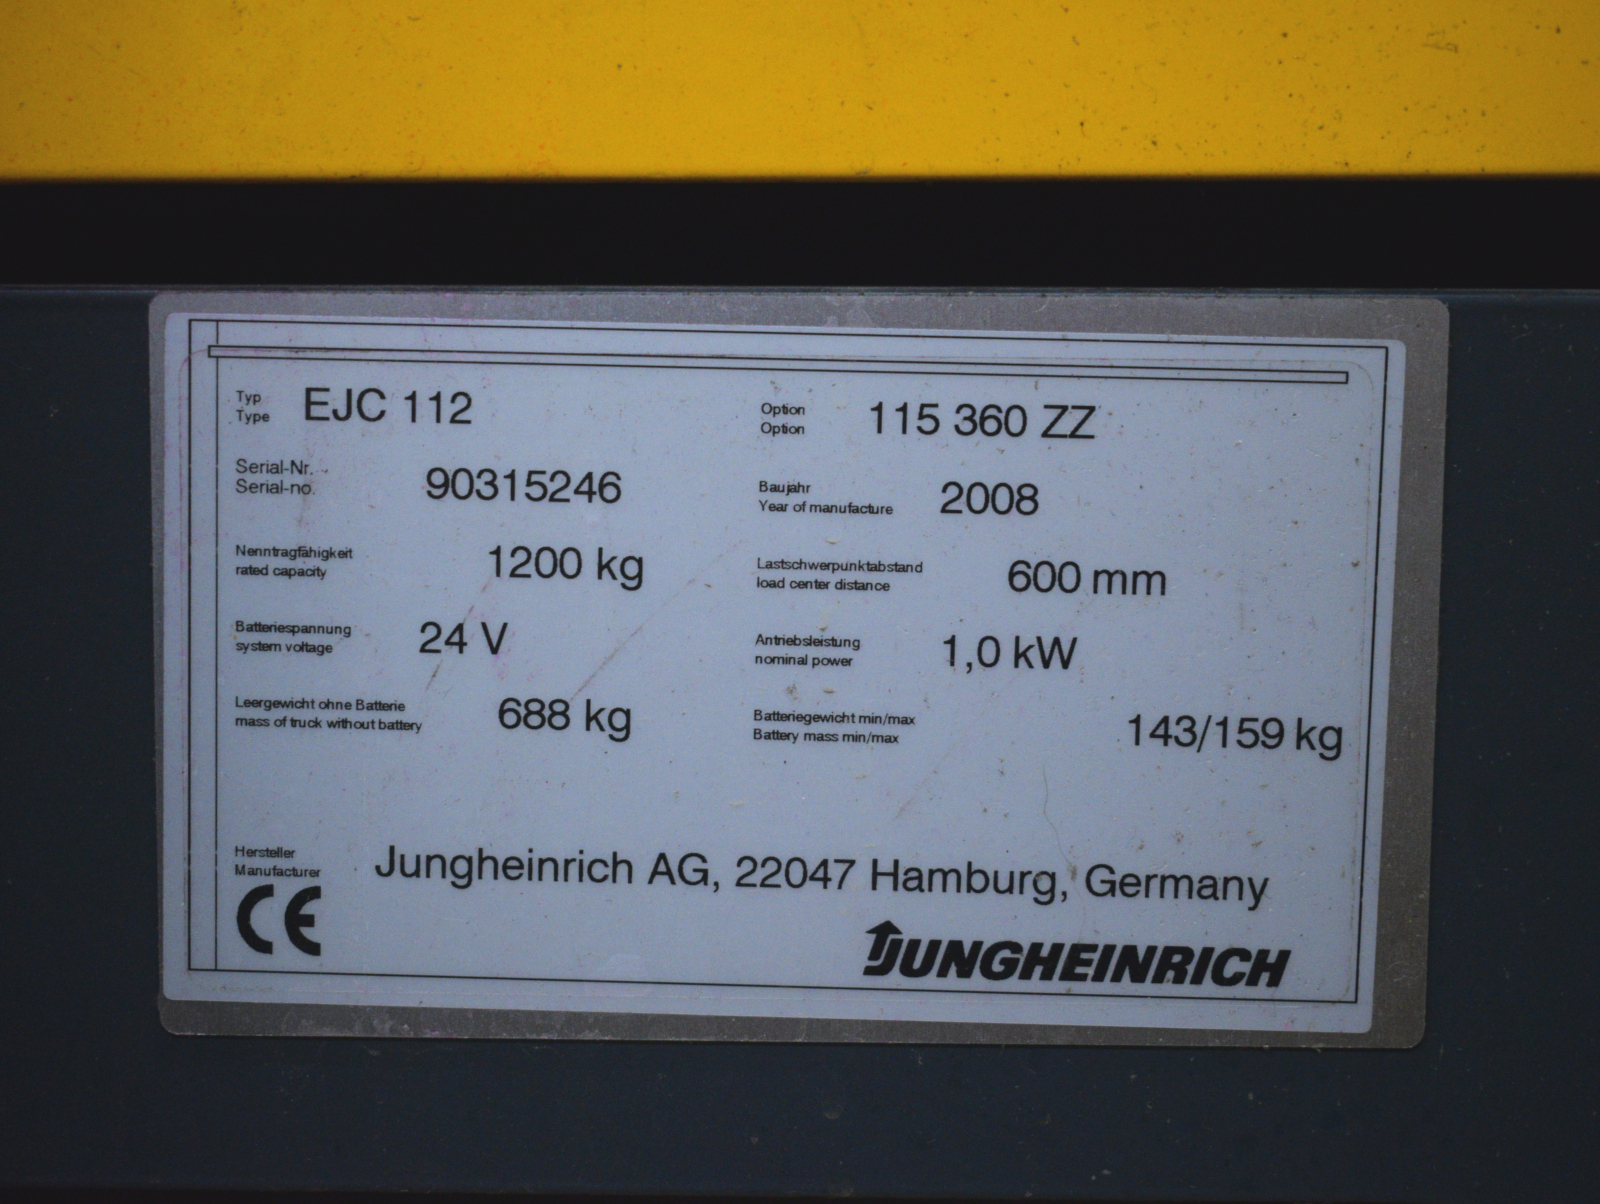 Typ
Type EJC 112
Option
Option 115 360 ZZ
Serial-Nr.
Serial-no. 90315246
Baujahr
Year of manufacture 2008
Nenntragfähigkeit
rated capacity 1200 kg
Lastschwerpunktabstand
load center distance 600 mm
Batteriespannung
system voltage 24 V
Antriebsleistung
nominal power 1,0 kW
Leergewicht ohne Batterie
mass of truck without battery 688 kg
Batteriegewicht min/max
Battery mass min/max 143/159 kg
Hersteller
Manufacturer Jungheinrich AG, 22047 Hamburg, Germany
CE
JUNGHEINRICH